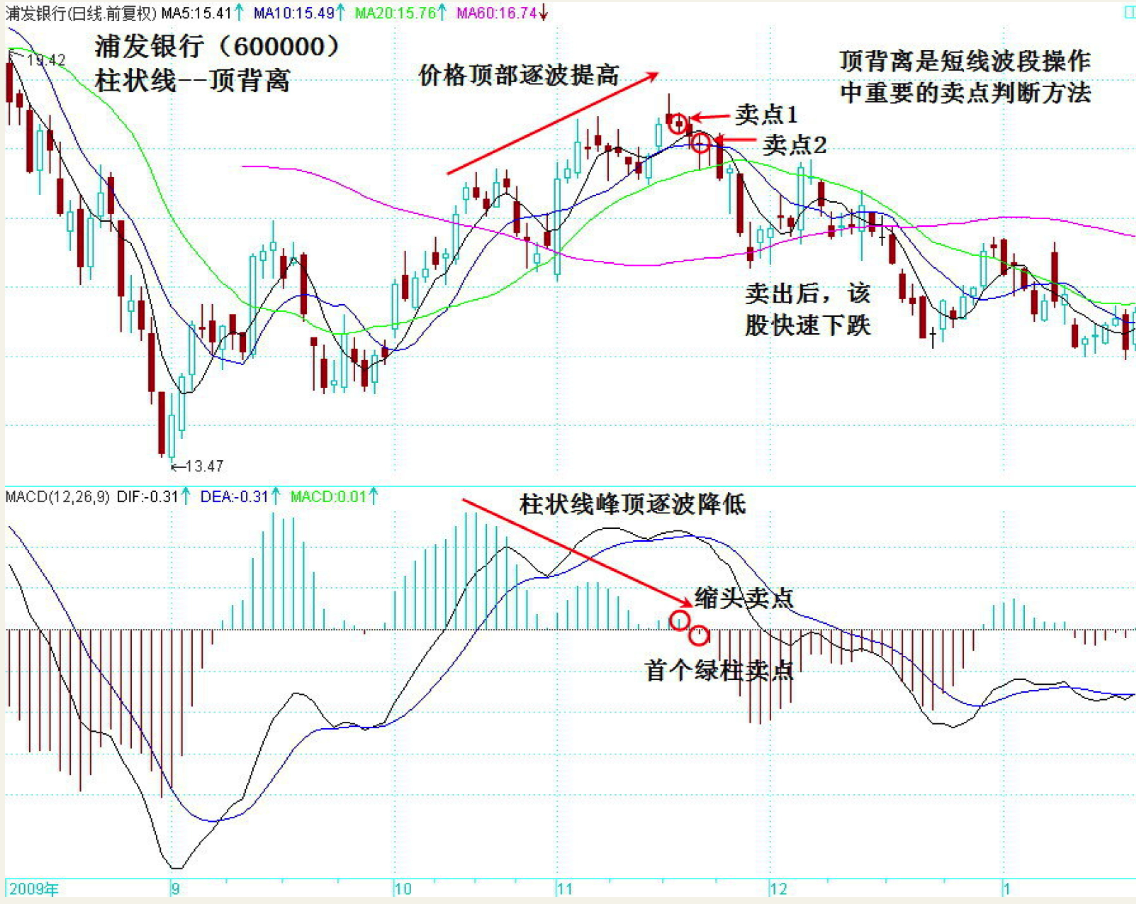 浦发银行(日线.前复权) MA5:15.41↑ MA10:15.49↑ MA20:15.76↑ MA60:16.74↓
19.42
浦发银行（600000）
柱状线--顶背离
价格顶部逐波提高
顶背离是短线波段操作
中重要的卖点判断方法
卖点1
卖点2
卖出后，该
股快速下跌
←13.47
MACD(12,26,9) DIF:-0.31↑ DEA:-0.31↑ MACD:0.01↑
柱状线峰顶逐波降低
缩头卖点
首个绿柱卖点
2009年 9 10 11 12 1